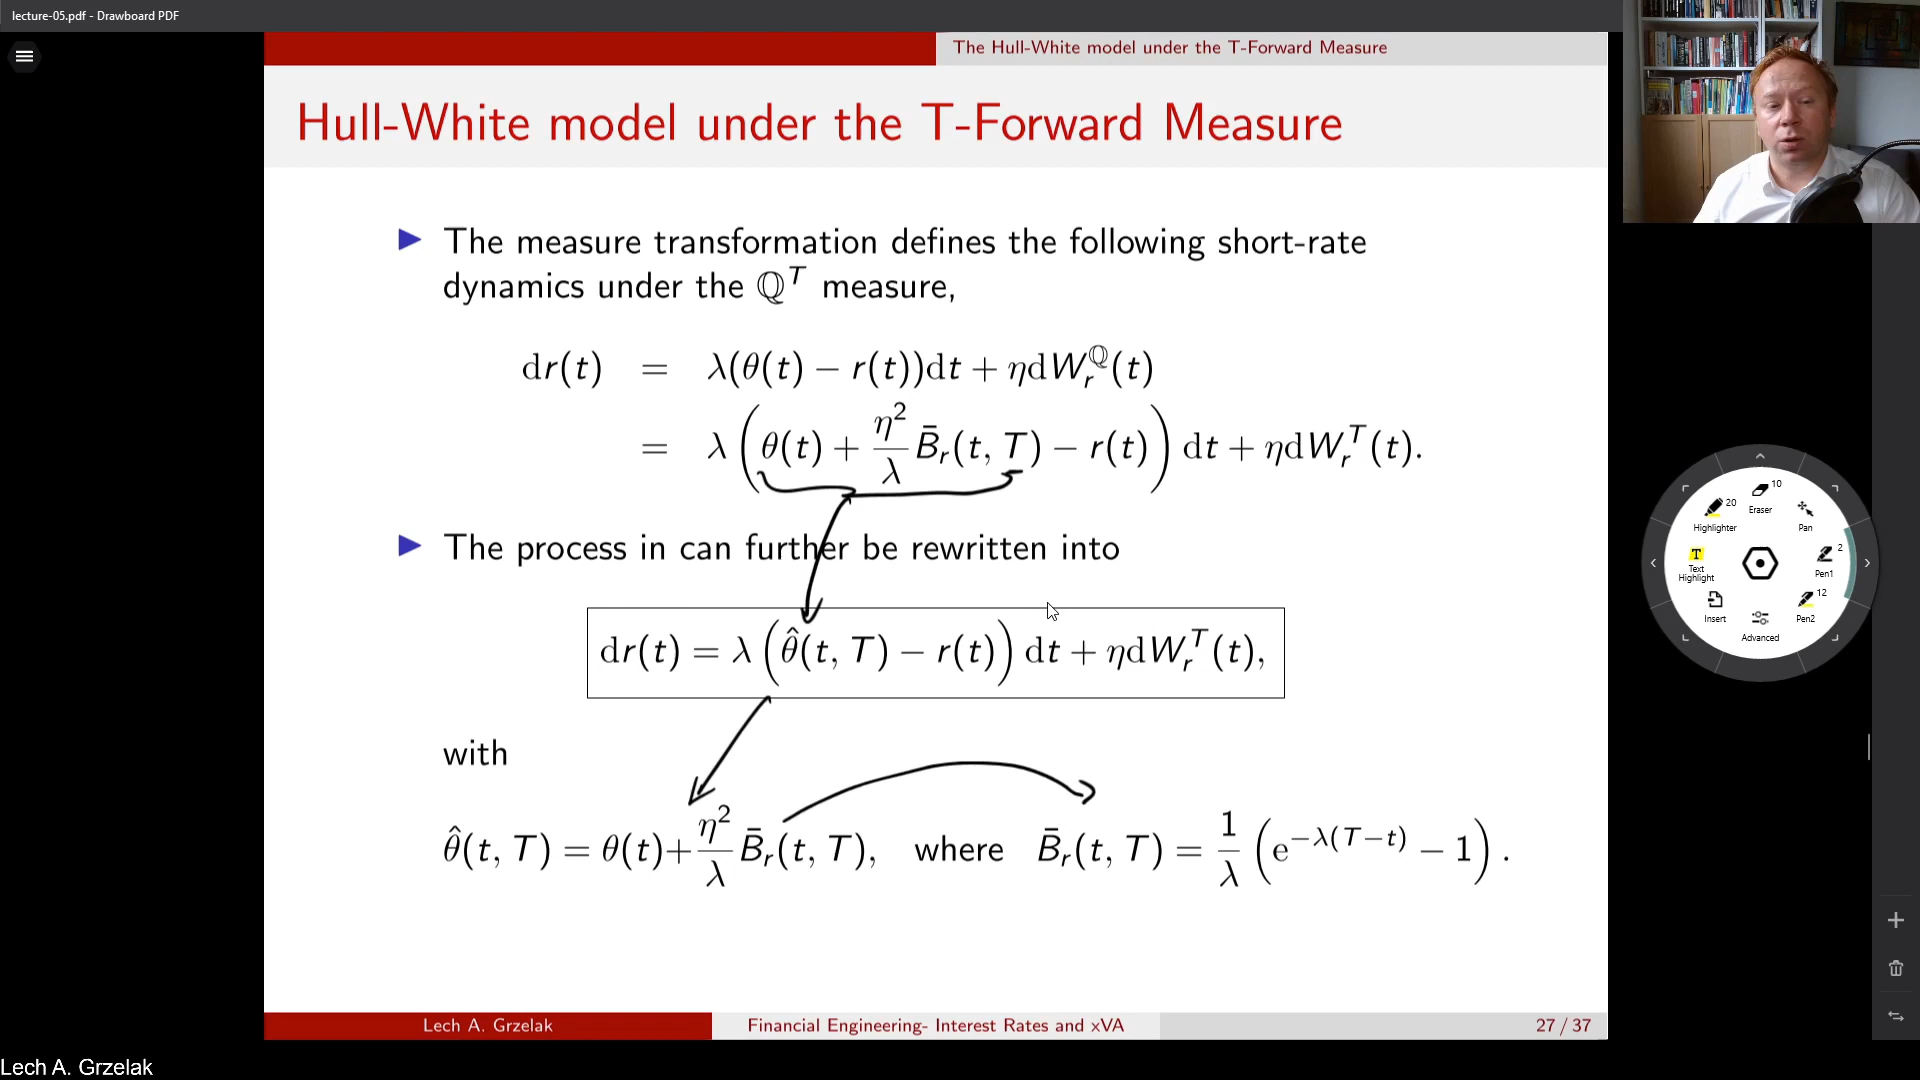 lecture-05.pdf - Drawboard PDF
The Hull-White model under the T-Forward Measure
Hull-White model under the T-Forward Measure
The measure transformation defines the following short-rate
dynamics under the ℚ^T measure,
dr(t) = λ(θ(t) − r(t))dt + ηdW_r^ℚ(t)
= λ(θ(t) + η²/λ B̄_r(t, T) − r(t)) dt + ηdW_r^T(t).
The process in can further be rewritten into
dr(t) = λ(θ̂(t, T) − r(t)) dt + ηdW_r^T(t),
with
θ̂(t, T) = θ(t)+η²/λ B̄_r(t, T), where B̄_r(t, T) = 1/λ (e^{−λ(T−t)} − 1).
Lech A. Grzelak
Financial Engineering- Interest Rates and xVA
27 / 37
10
Eraser
20
Highlighter
Pan
T
Text
Highlight
2
Pen1
Insert
12
Pen2
Advanced
Lech A. Grzelak